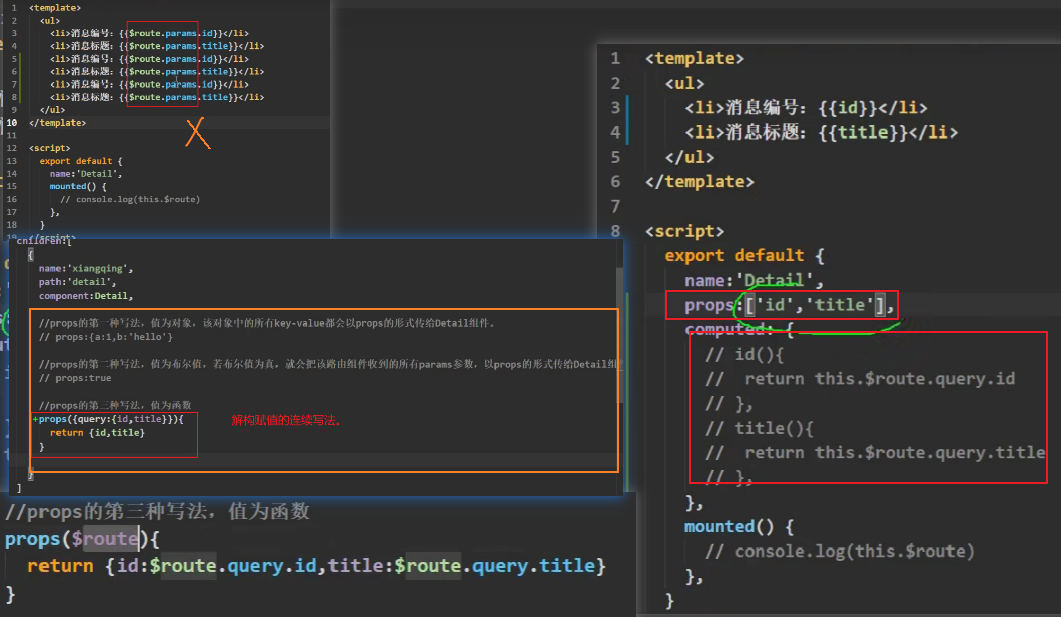 1 <template>
2 <ul>
3 <li>消息编号：{{$route.params.id}}</li>
4 <li>消息标题：{{$route.params.title}}</li>
5 <li>消息编号：{{$route.params.id}}</li>
6 <li>消息标题：{{$route.params.title}}</li>
7 <li>消息编号：{{$route.params.id}}</li>
8 <li>消息标题：{{$route.params.title}}</li>
9 </ul>
10 </template>
11
12 <script>
13 export default {
14 name:'Detail',
15 mounted() {
16 // console.log(this.$route)
17 },
18 }
19 </script>
children:[
{
name:'xiangqing',
path:'detail',
component:Detail,
//props的第一种写法，值为对象，该对象中的所有key-value都会以props的形式传给Detail组件。
// props:{a:1,b:'hello'}
//props的第二种写法，值为布尔值，若布尔值为真，就会把该路由组件收到的所有params参数，以props的形式传给Detail组
// props:true
//props的第三种写法，值为函数
props({query:{id,title}}){
return {id,title}
}
解构赋值的连续写法。
}
]
//props的第三种写法，值为函数
props($route){
return {id:$route.query.id,title:$route.query.title}
}
1 <template>
2 <ul>
3 <li>消息编号：{{id}}</li>
4 <li>消息标题：{{title}}</li>
5 </ul>
6 </template>
7
8 <script>
export default {
name:'Detail',
props:['id','title'],
computed: {
// id(){
// return this.$route.query.id
// },
// title(){
// return this.$route.query.title
// },
},
mounted() {
// console.log(this.$route)
},
}